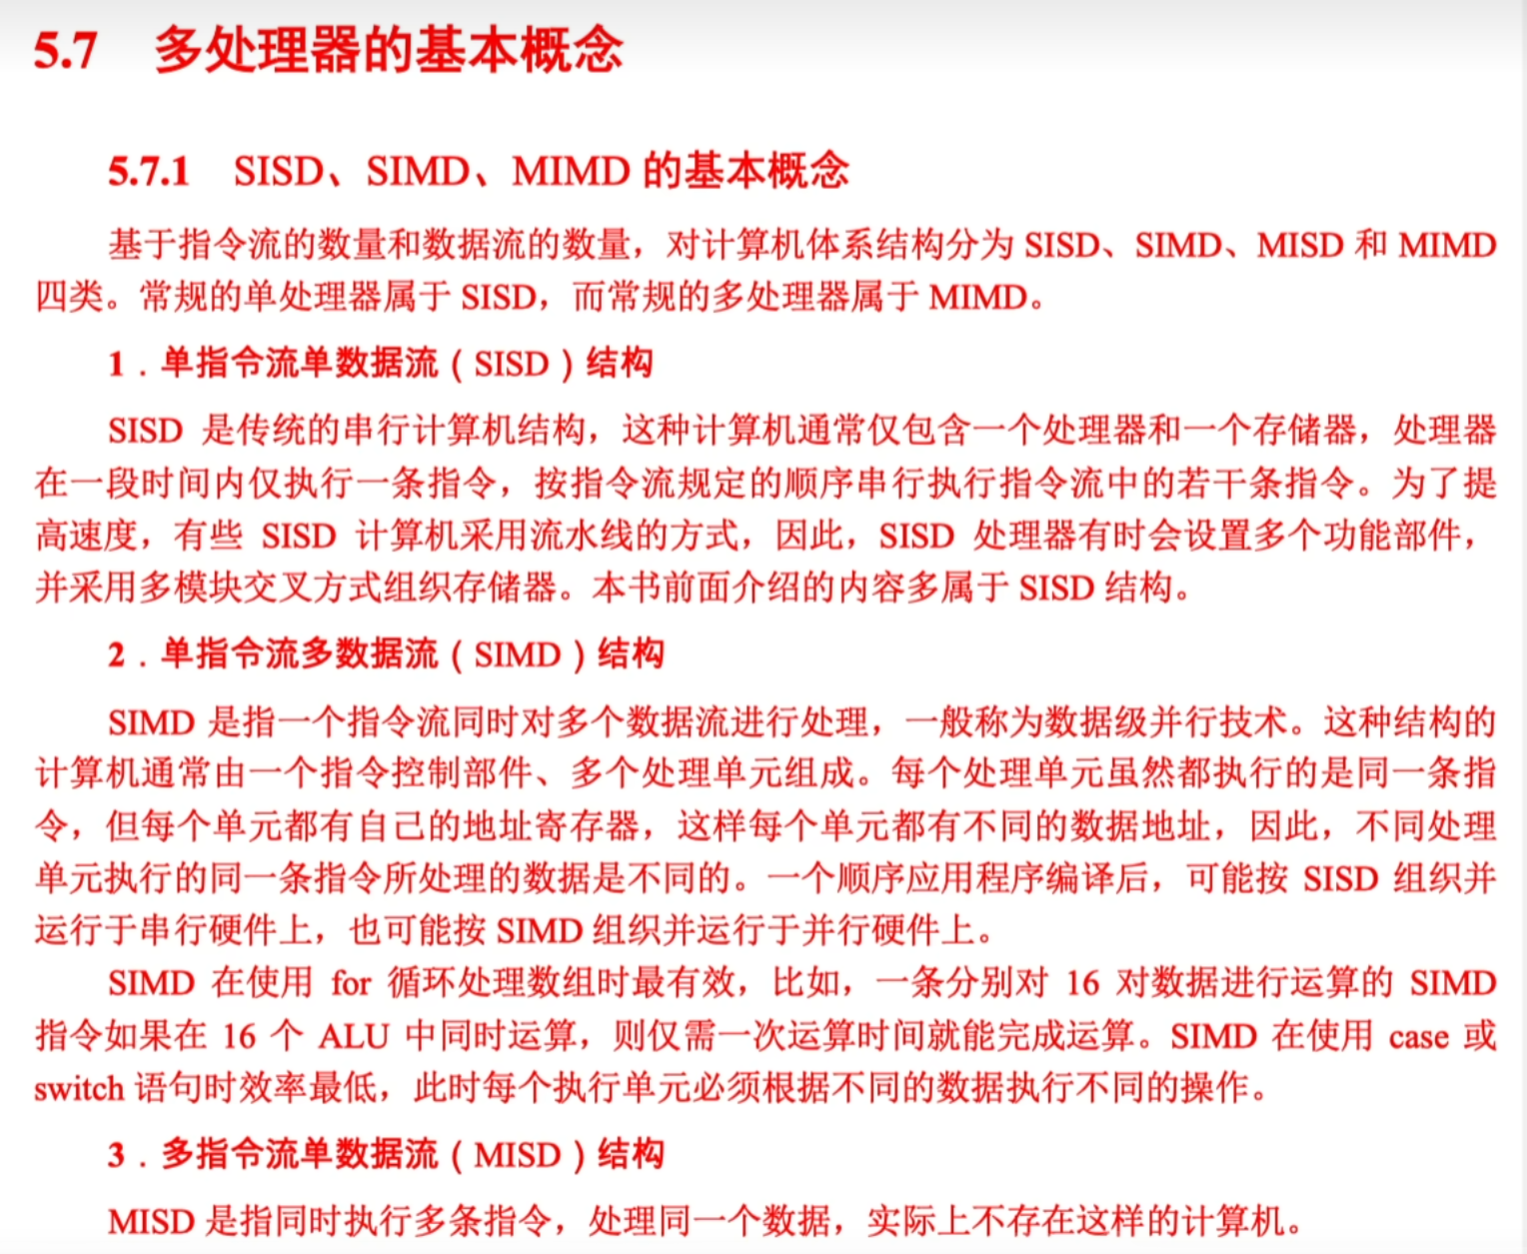 5.7 多处理器的基本概念
5.7.1 SISD、SIMD、MIMD 的基本概念
基于指令流的数量和数据流的数量，对计算机体系结构分为 SISD、SIMD、MISD 和 MIMD
四类。常规的单处理器属于 SISD，而常规的多处理器属于 MIMD。
1．单指令流单数据流（SISD）结构
SISD 是传统的串行计算机结构，这种计算机通常仅包含一个处理器和一个存储器，处理器
在一段时间内仅执行一条指令，按指令流规定的顺序串行执行指令流中的若干条指令。为了提
高速度，有些 SISD 计算机采用流水线的方式，因此，SISD 处理器有时会设置多个功能部件，
并采用多模块交叉方式组织存储器。本书前面介绍的内容多属于 SISD 结构。
2．单指令流多数据流（SIMD）结构
SIMD 是指一个指令流同时对多个数据流进行处理，一般称为数据级并行技术。这种结构的
计算机通常由一个指令控制部件、多个处理单元组成。每个处理单元虽然都执行的是同一条指
令，但每个单元都有自己的地址寄存器，这样每个单元都有不同的数据地址，因此，不同处理
单元执行的同一条指令所处理的数据是不同的。一个顺序应用程序编译后，可能按 SISD 组织并
运行于串行硬件上，也可能按 SIMD 组织并运行于并行硬件上。
SIMD 在使用 for 循环处理数组时最有效，比如，一条分别对 16 对数据进行运算的 SIMD
指令如果在 16 个 ALU 中同时运算，则仅需一次运算时间就能完成运算。SIMD 在使用 case 或
switch 语句时效率最低，此时每个执行单元必须根据不同的数据执行不同的操作。
3．多指令流单数据流（MISD）结构
MISD 是指同时执行多条指令，处理同一个数据，实际上不存在这样的计算机。